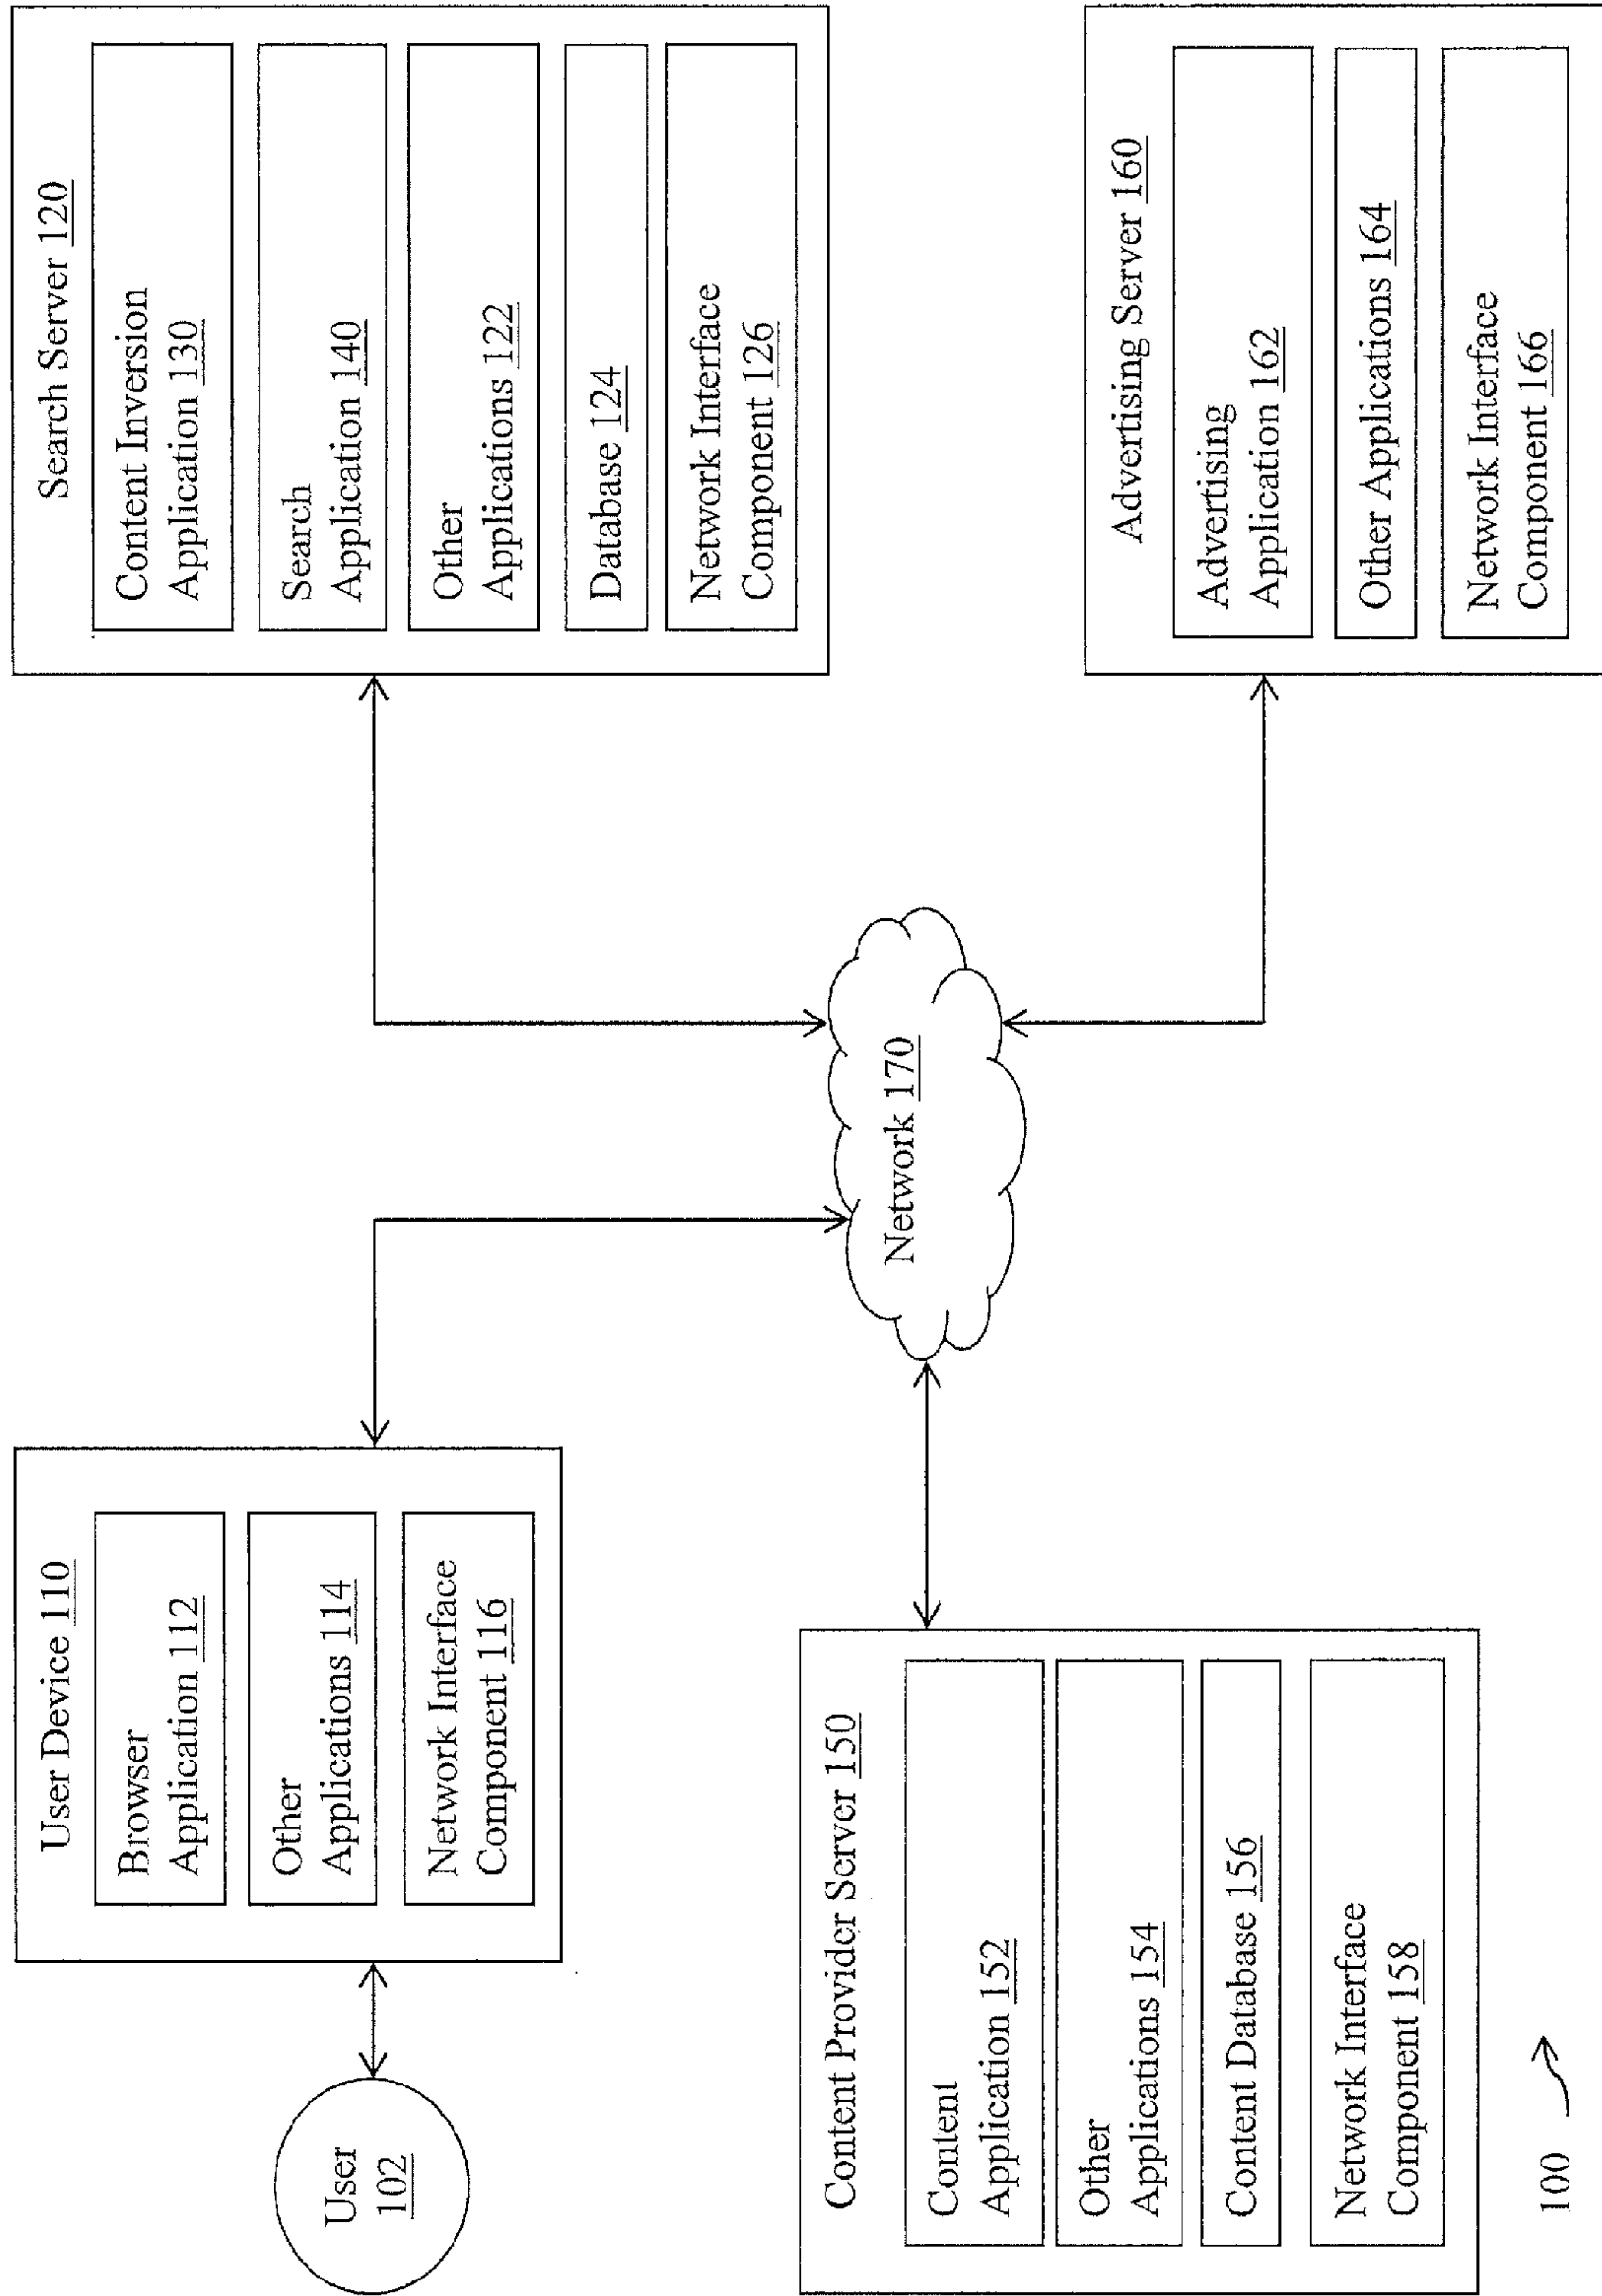 User
102
User Device 110
Browser
Application 112
Other
Applications 114
Network Interface
Component 116
Search Server 120
Content Inversion
Application 130
Search
Application 140
Other
Applications 122
Database 124
Network Interface
Component 126
Network 170
Content Provider Server 150
Content
Application 152
Other
Applications 154
Content Database 156
Network Interface
Component 158
Advertising Server 160
Advertising
Application 162
Other Applications 164
Network Interface
Component 166
100